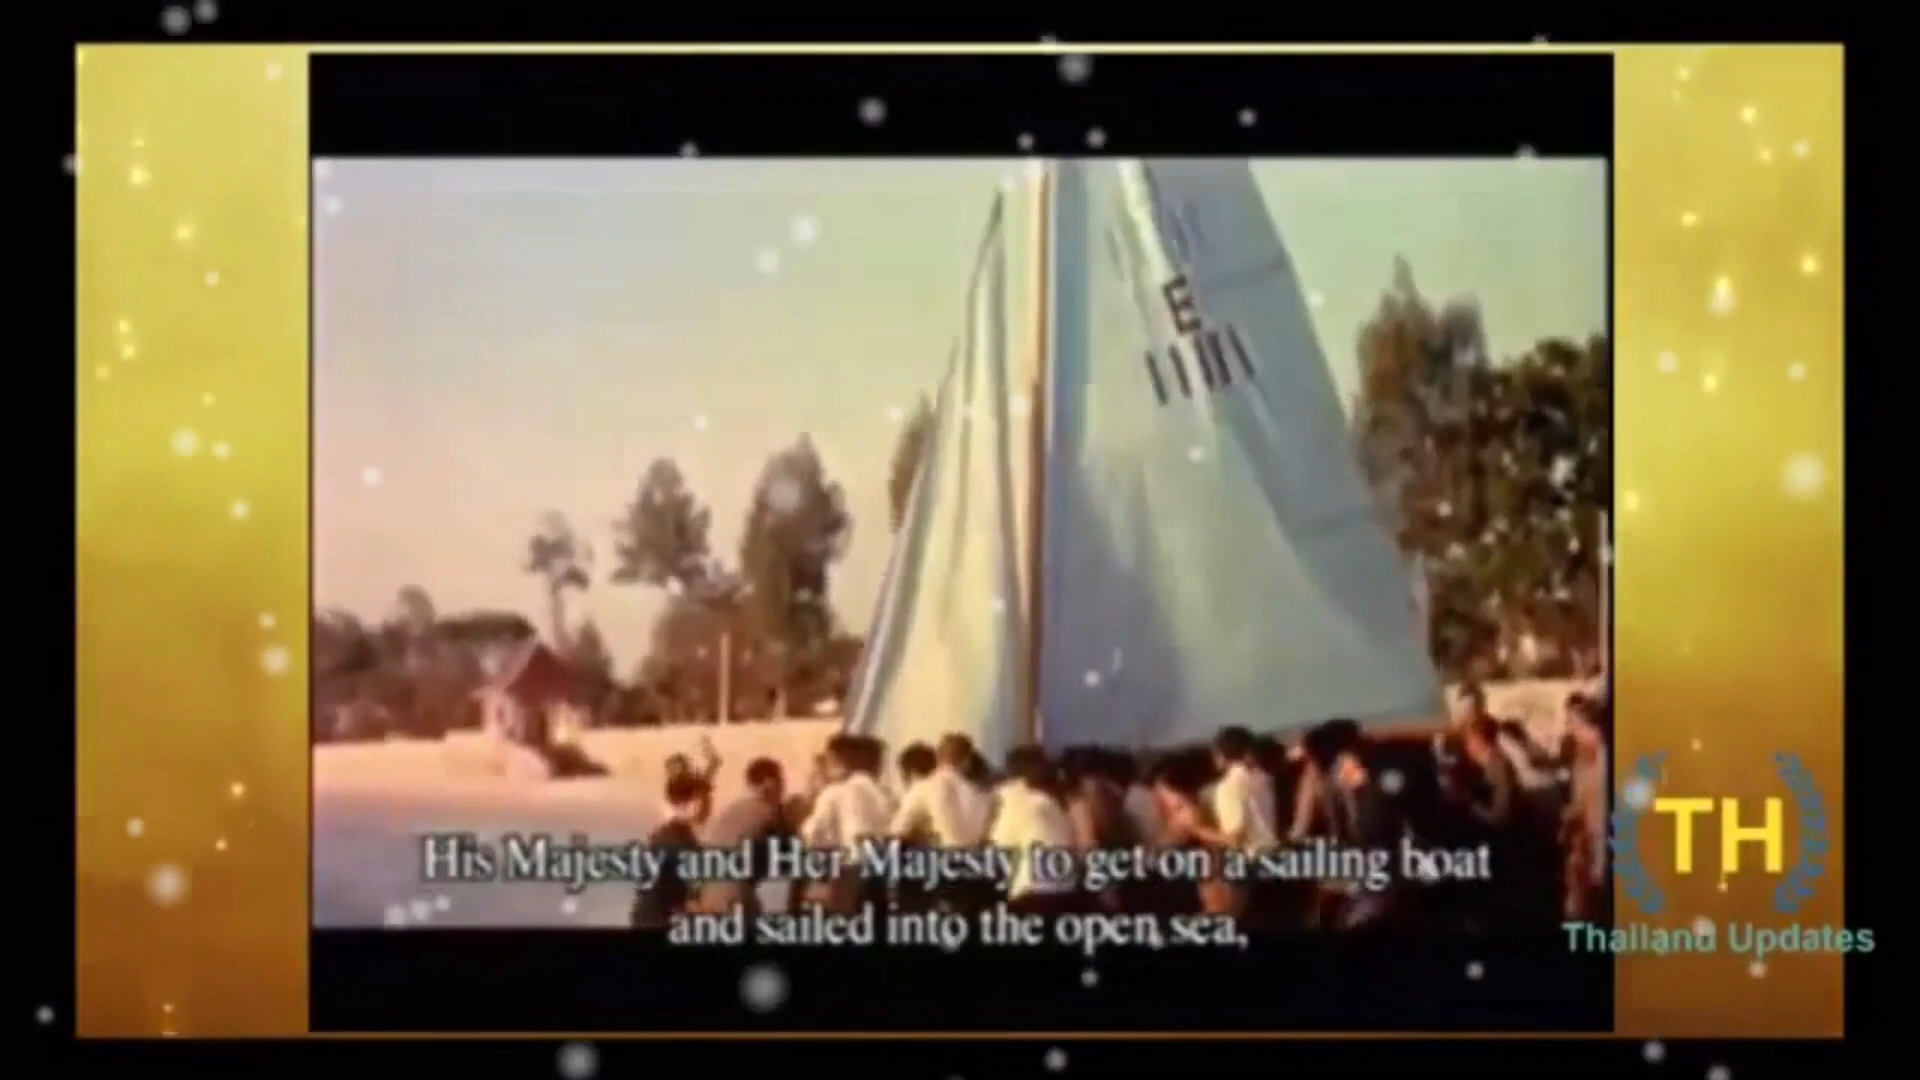 E
His Majesty and Her Majesty to get on a sailing boat
and sailed into the open sea,
TH
Thailand Updates